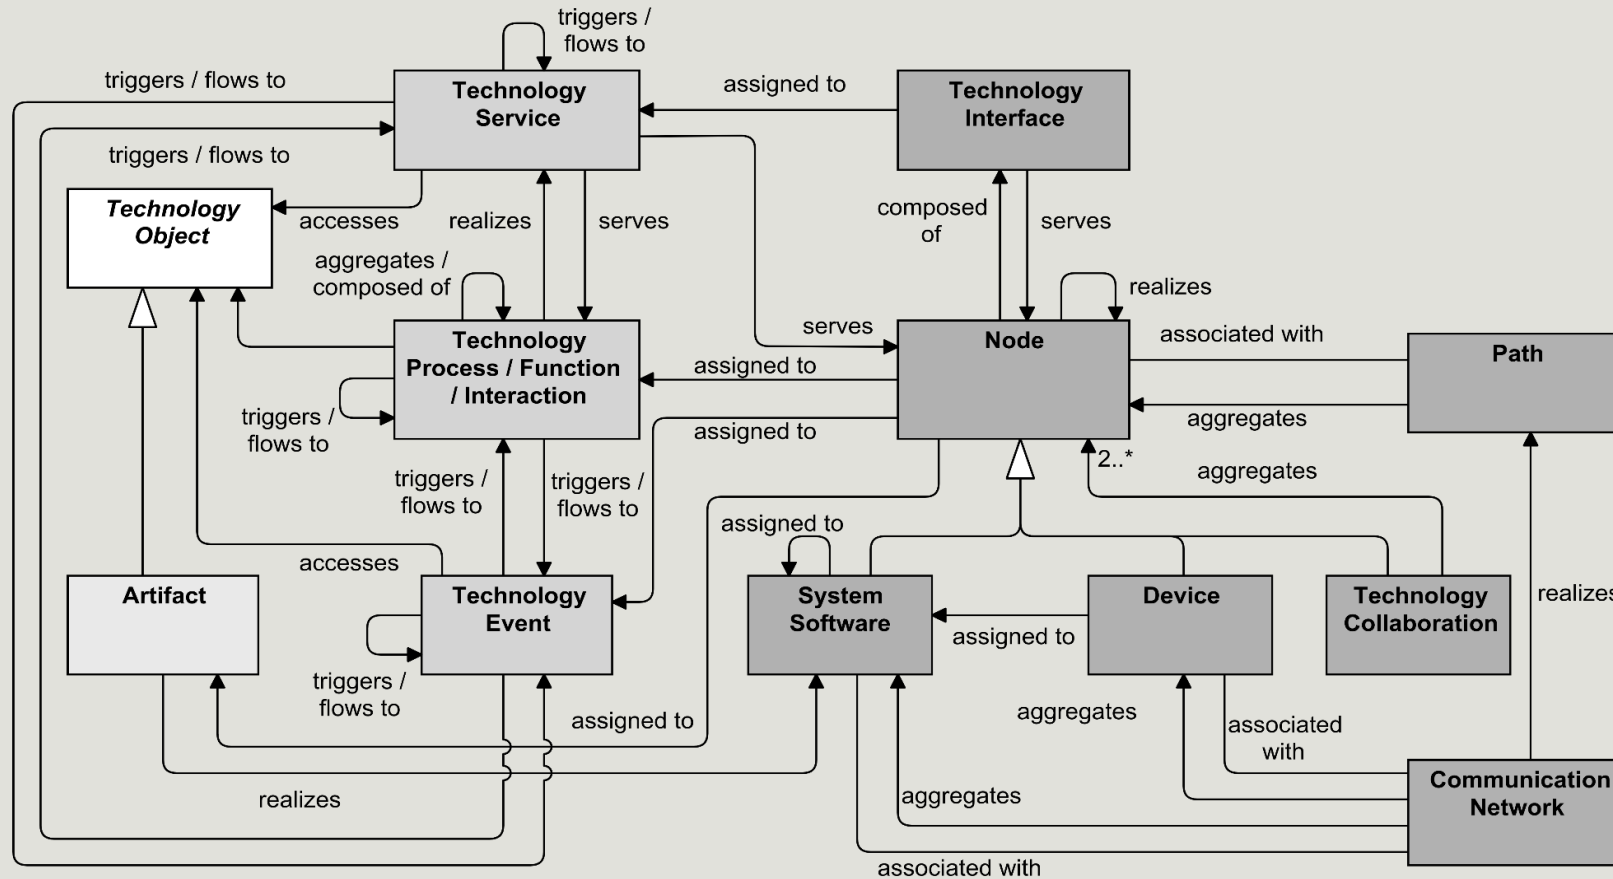 triggers /
flows to
triggers / flows to
Technology
Service
assigned to
Technology
Interface
triggers / flows to
Technology
Object
accesses
realizes
serves
composed
of
serves
aggregates /
composed of
realizes
Technology
Process / Function
/ Interaction
serves
Node
associated with
Path
assigned to
aggregates
triggers /
flows to
assigned to
2..*
aggregates
triggers /
flows to
triggers /
flows to
assigned to
accesses
Artifact
Technology
Event
System
Software
Device
Technology
Collaboration
realizes
assigned to
triggers /
flows to
assigned to
aggregates
associated
with
realizes
aggregates
Communication
Network
associated with